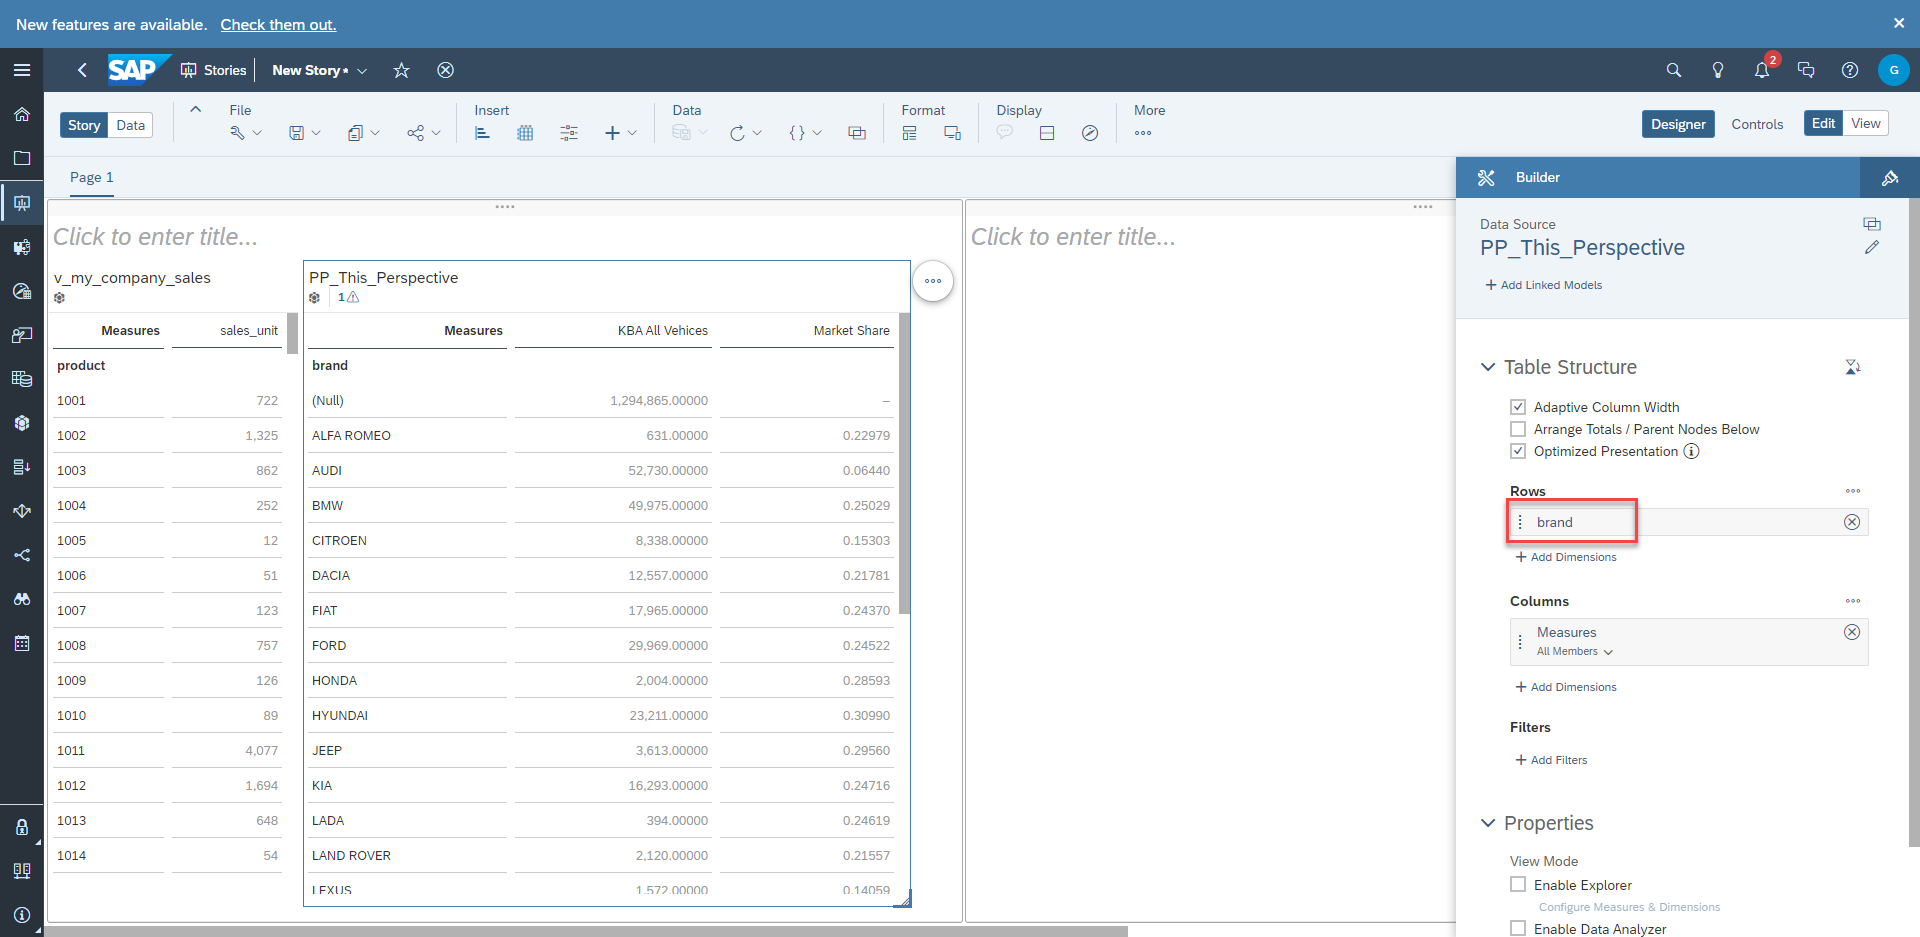 New features are available. Check them out.
SAP Stories New Story * 2 G
Story Data
File Insert Data Format Display More
Designer Controls Edit View
Page 1
Click to enter title...
v_my_company_sales
Measures sales_unit
product
1001 722
1002 1,325
1003 862
1004 252
1005 12
1006 51
1007 123
1008 757
1009 126
1010 89
1011 4,077
1012 1,694
1013 648
1014 54
PP_This_Perspective
1
Measures KBA All Vehices Market Share
brand
(Null) 1,294,865.00000 –
ALFA ROMEO 631.00000 0.22979
AUDI 52,730.00000 0.06440
BMW 49,975.00000 0.25029
CITROEN 8,338.00000 0.15303
DACIA 12,557.00000 0.21781
FIAT 17,965.00000 0.24370
FORD 29,969.00000 0.24522
HONDA 2,004.00000 0.28593
HYUNDAI 23,211.00000 0.30990
JEEP 3,613.00000 0.29560
KIA 16,293.00000 0.24716
LADA 394.00000 0.24619
LAND ROVER 2,120.00000 0.21557
LEXUS 1,572.00000 0.14059
Click to enter title...
Builder
Data Source
PP_This_Perspective
+ Add Linked Models
Table Structure
Adaptive Column Width
Arrange Totals / Parent Nodes Below
Optimized Presentation
Rows
brand
+ Add Dimensions
Columns
Measures
All Members
+ Add Dimensions
Filters
+ Add Filters
Properties
View Mode
Enable Explorer
Configure Measures & Dimensions
Enable Data Analyzer